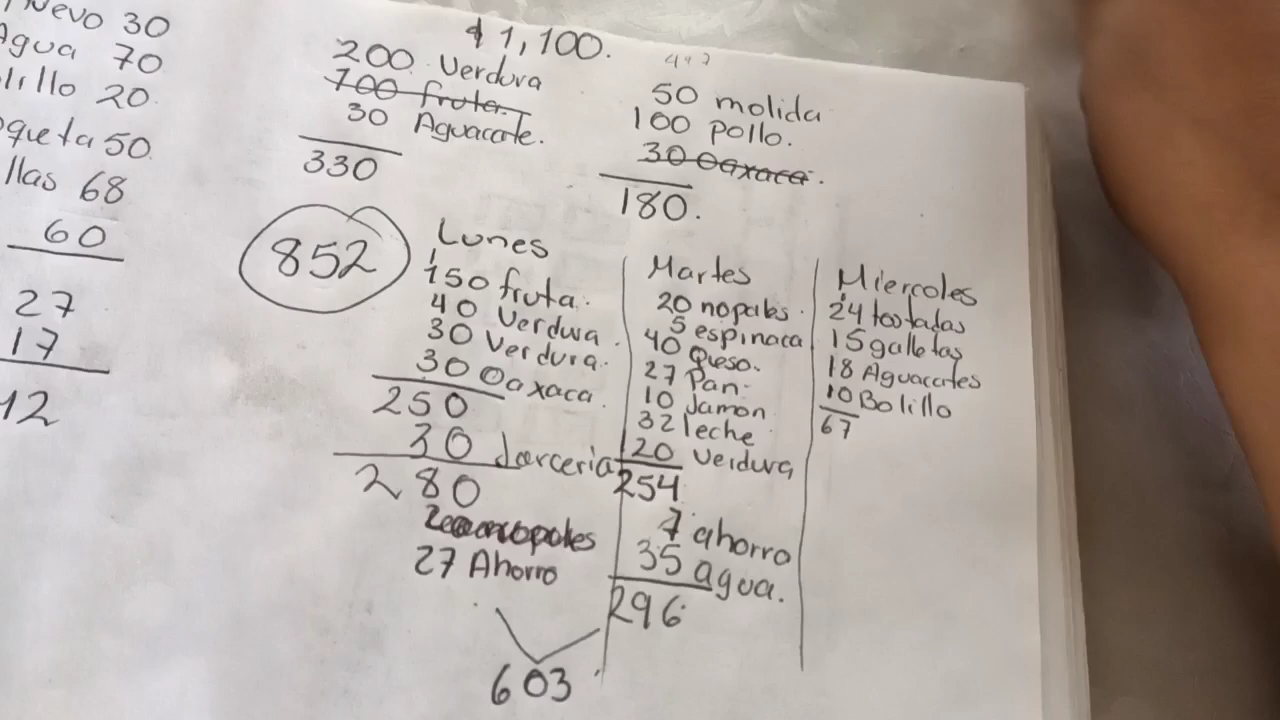 Huevo 30
Agua 70
lillo 20
queta 50
llas 68
60
27
17
12
$1,100.
200 Verdura
100 fruta.
30 Aguacate.
330
50 molida
100 pollo.
30 Oaxaca.
180.
852
Lunes
150 fruta.
40 Verdura
30 Verdura.
30 Oaxaca.
250
30 Jarceria
280
27 Ahorro
Martes
20 nopales.
5 espinaca
40 Queso.
27 Pan.
10 Jamon
32 leche
120 Verdura
254
7 ahorro
35 agua.
296
603
Miercoles
24 tostadas
15 galletas
18 Aguacates
10 Bolillo
67